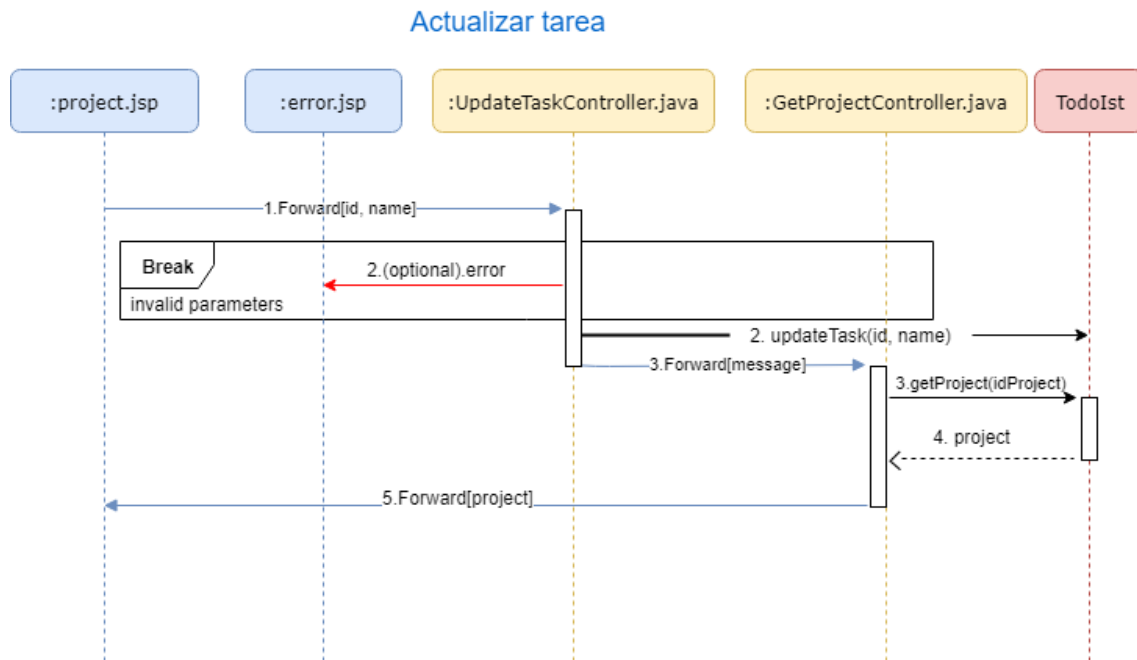 Actualizar tarea
:project.jsp
:error.jsp
:UpdateTaskController.java
:GetProjectController.java
TodoIst
1.Forward[id, name]
Break
2.(optional).error
invalid parameters
2. updateTask(id, name)
3.Forward[message]
3.getProject(idProject)
4. project
5.Forward[project]